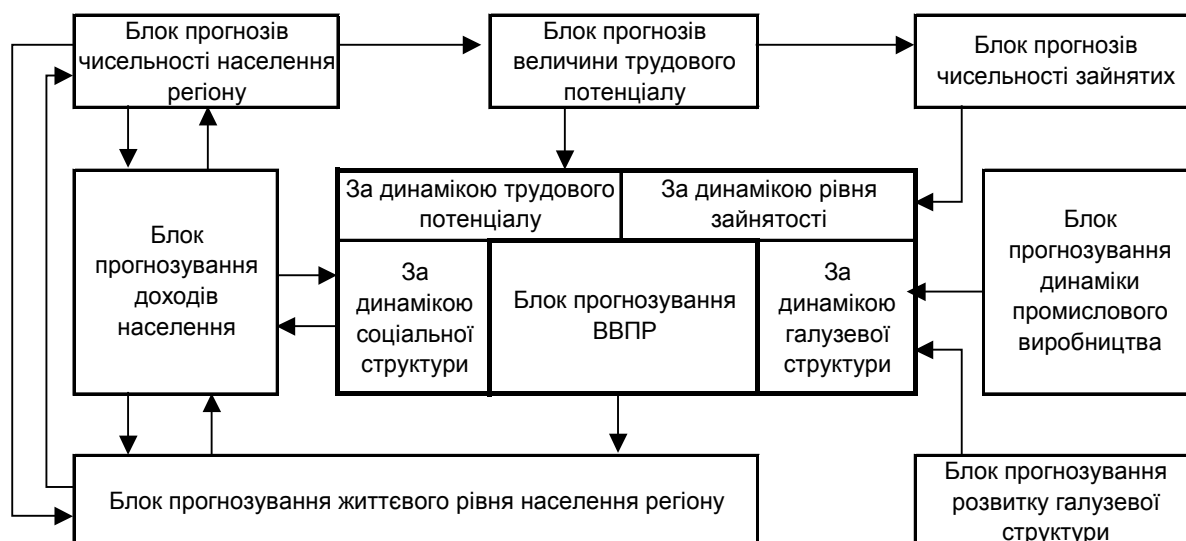 Блок прогнозів
чисельності населення
регіону
Блок прогнозів
величини трудового
потенціалу
Блок прогнозів
чисельності зайнятих
За динамікою трудового
потенціалу
За динамікою рівня
зайнятості
Блок
прогнозування
доходів
населення
За
динамікою
соціальної
структури
Блок прогнозування
ВВПР
За
динамікою
галузевої
структури
Блок
прогнозування
динаміки
промислового
виробництва
Блок прогнозування життєвого рівня населення регіону
Блок прогнозування
розвитку галузевої
структури